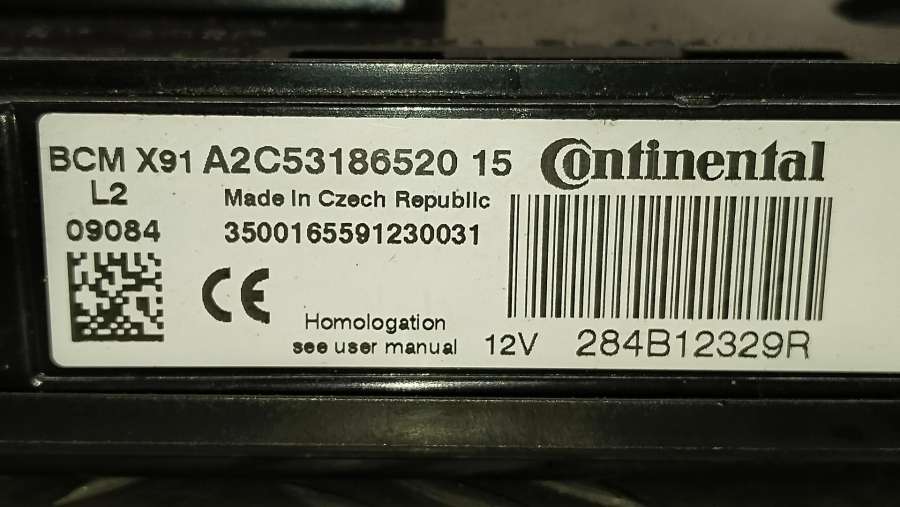 BCM X91 A2C53186520 15 Continental
L2
Made in Czech Republic
09084
3500165591230031
CE
Homologation
see user manual
12V
284B12329R